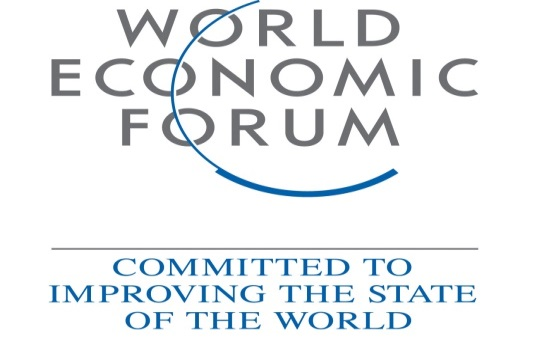 WORLD
ECONOMIC
FORUM
COMMITTED TO
IMPROVING THE STATE
OF THE WORLD